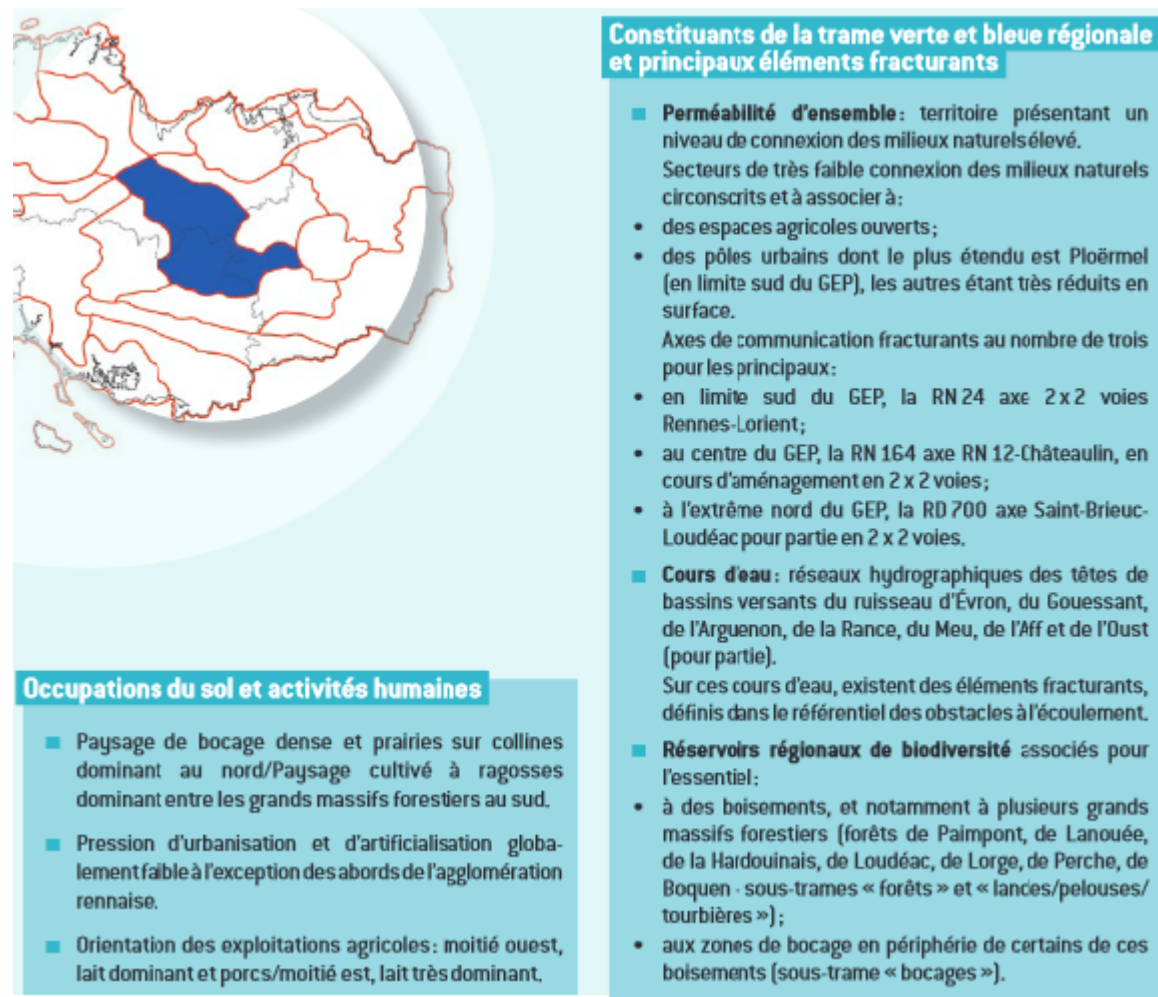 Constituants de la trame verte et bleue régionale
et principaux éléments fracturants
Perméabilité d'ensemble : territoire présentant un
niveau de connexion des milieux naturels élevé.
Secteurs de très faible connexion des milieux naturels
circonscrits et à associer à :
• des espaces agricoles ouverts ;
• des pôles urbains dont le plus étendu est Ploërmel
(en limite sud du GEP), les autres étant très réduits en
surface.
Axes de communication fracturants au nombre de trois
pour les principaux :
• en limite sud du GEP, la RN 24 axe 2 x 2 voies
Rennes-Lorient ;
• au centre du GEP, la RN 164 axe RN 12-Châteaulin, en
cours d'aménagement en 2 x 2 voies ;
• à l'extrême nord du GEP, la RD 700 axe Saint-Brieuc-
Loudéac pour partie en 2 x 2 voies.
Cours d'eau : réseaux hydrographiques des têtes de
bassins versants du ruisseau d'Évron, du Gouessant,
de l'Arguenon, de la Rance, du Meu, de l'Aff et de l'Oust
(pour partie).
Sur ces cours d'eau, existent des éléments fracturants,
définis dans le référentiel des obstacles à l'écoulement.
Réservoirs régionaux de biodiversité associés pour
l'essentiel :
• à des boisements, et notamment à plusieurs grands
massifs forestiers (forêts de Paimpont, de Lanouée,
de la Hardouinais, de Loudéac, de Lorge, de Perche, de
Boquen - sous-trames « forêts » et « landes/pelouses/
tourbières ») ;
• aux zones de bocage en périphérie de certains de ces
boisements (sous-trame « bocages »).
Occupations du sol et activités humaines
Paysage de bocage dense et prairies sur collines
dominant au nord/Paysage cultivé à ragosses
dominant entre les grands massifs forestiers au sud.
Pression d'urbanisation et d'artificialisation globa-
lement faible à l'exception des abords de l'agglomération
rennaise.
Orientation des exploitations agricoles : moitié ouest,
lait dominant et porcs/moitié est, lait très dominant.